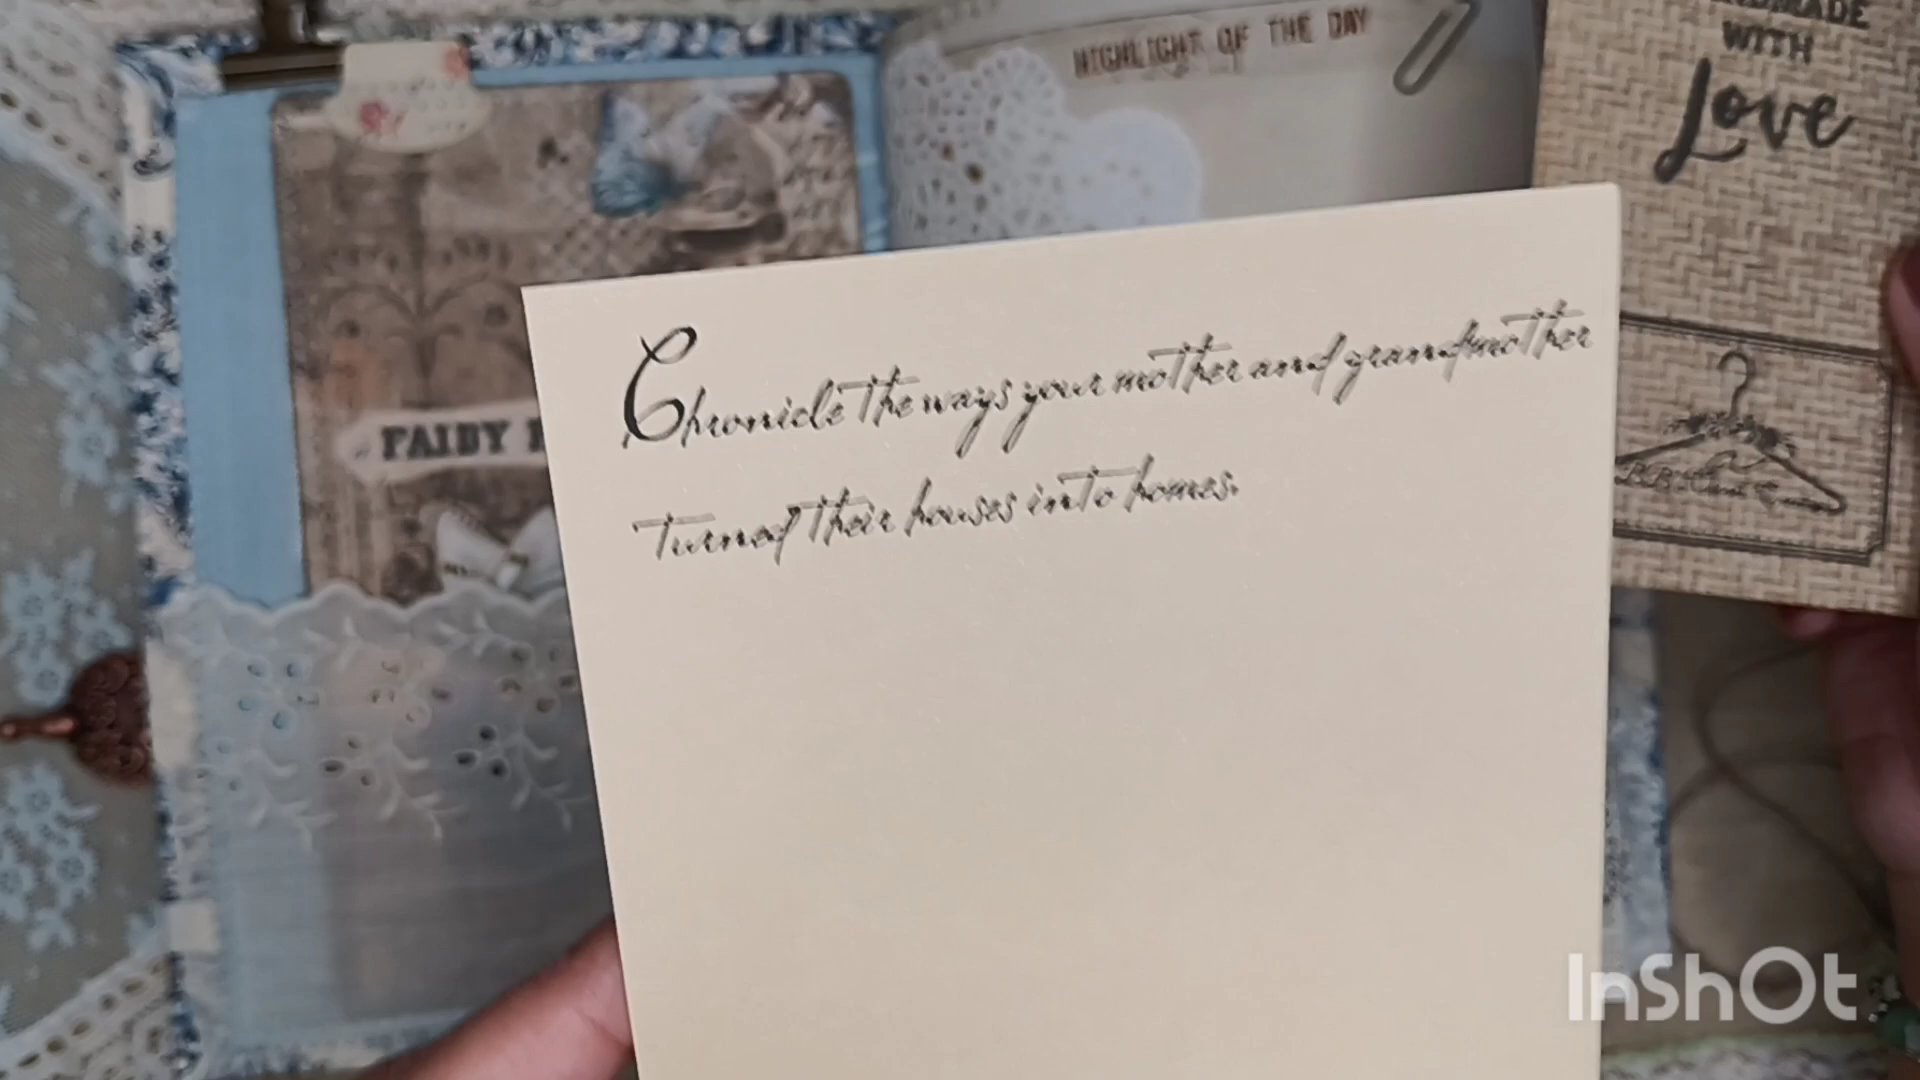 HIGHLIGHT OF THE DAY
WITH
Love
FAIRY
Chronicle the ways your mother and grandmother
turned their houses into homes.
InShOt